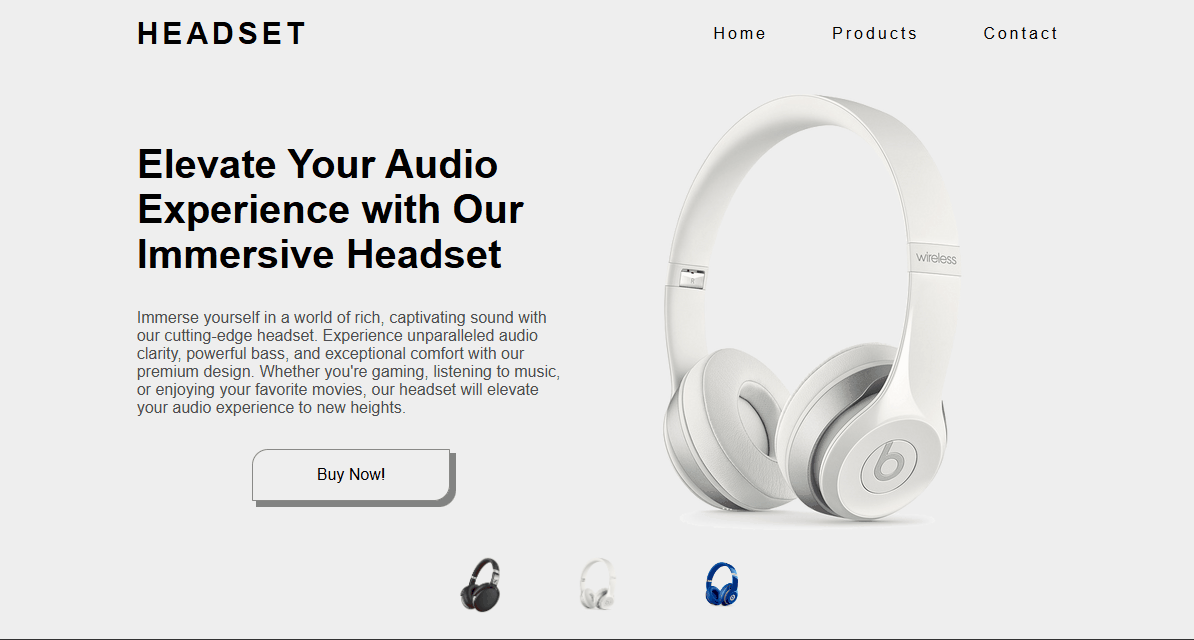 HEADSET
Home Products Contact
Elevate Your Audio
Experience with Our
Immersive Headset
Immerse yourself in a world of rich, captivating sound with
our cutting-edge headset. Experience unparalleled audio
clarity, powerful bass, and exceptional comfort with our
premium design. Whether you're gaming, listening to music,
or enjoying your favorite movies, our headset will elevate
your audio experience to new heights.
Buy Now!
wireless
b